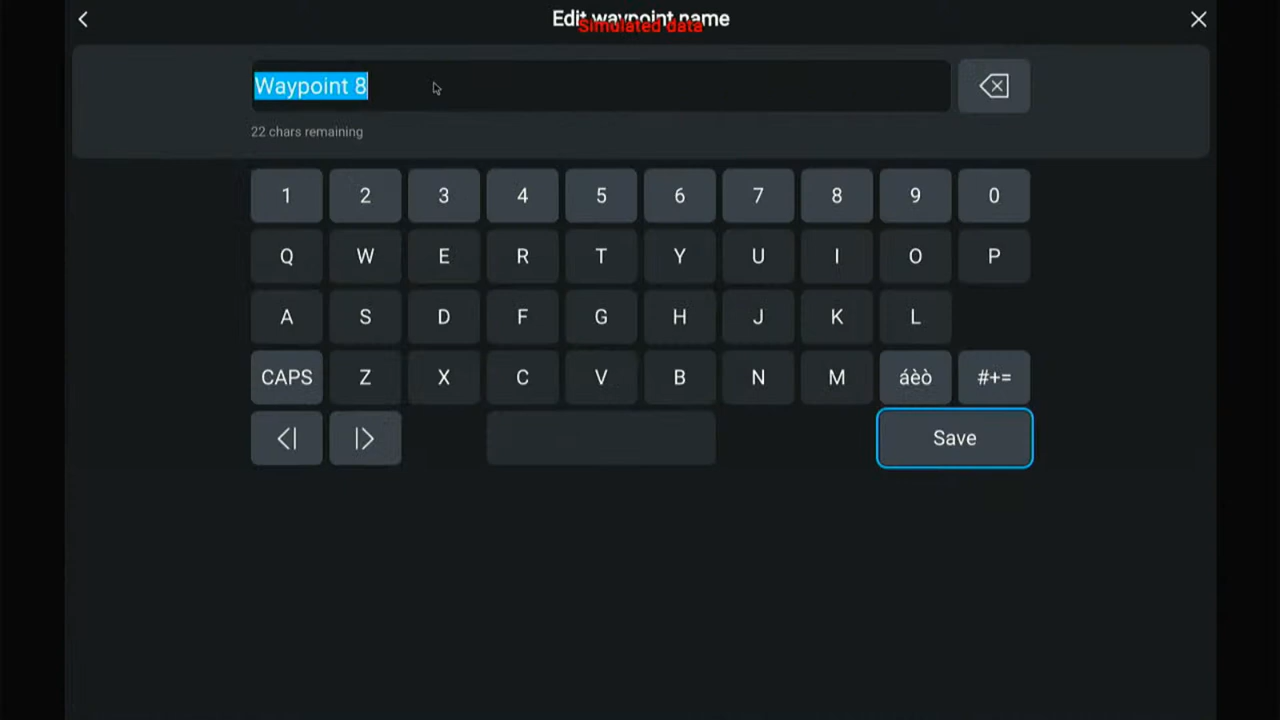 Edit waypoint name
Simulated data
Waypoint 8
22 chars remaining
1 2 3 4 5 6 7 8 9 0
Q W E R T Y U I O P
A S D F G H J K L
CAPS Z X C V B N M áèò #+=
Save